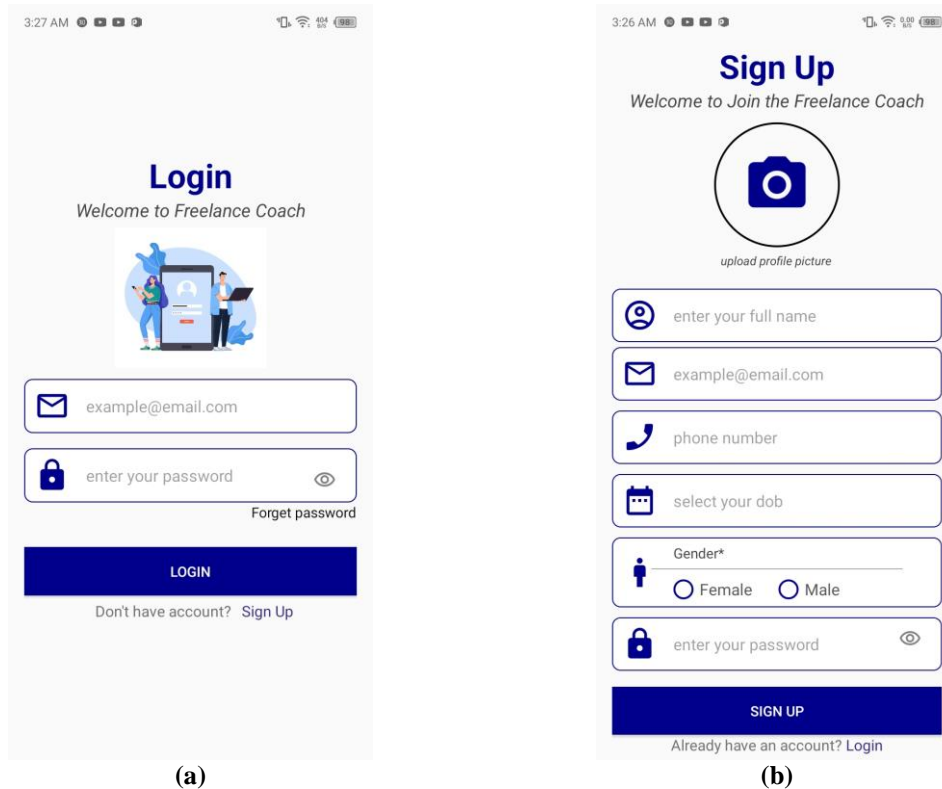 3:27 AM
404
B/S
98
Login
Welcome to Freelance Coach
example@email.com
enter your password
Forget password
LOGIN
Don't have account? Sign Up
(a)
3:26 AM
0.00
B/S
98
Sign Up
Welcome to Join the Freelance Coach
upload profile picture
enter your full name
example@email.com
phone number
select your dob
Gender*
Female Male
enter your password
SIGN UP
Already have an account? Login
(b)